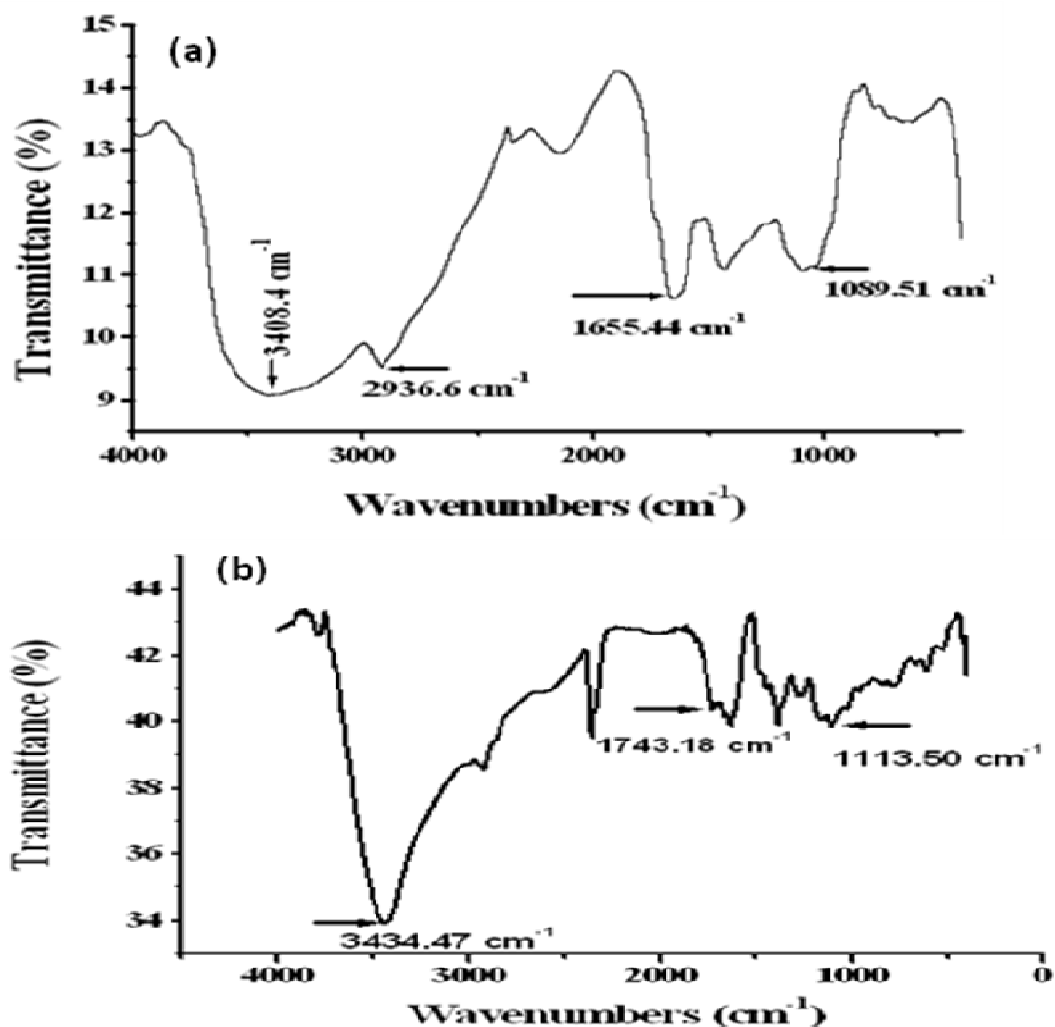 (a)
15
14
13
12
11
10
9
Transmittance (%)
3408.4 cm-1
2936.6 cm-1
1655.44 cm-1
1089.51 cm-1
4000 3000 2000 1000
Wavenumbers (cm-1)
(b)
44
42
40
38
36
34
Transmittance (%)
1743.18 cm-1
1113.50 cm-1
3434.47 cm-1
4000 3000 2000 1000 0
Wavenumbers (cm-1)